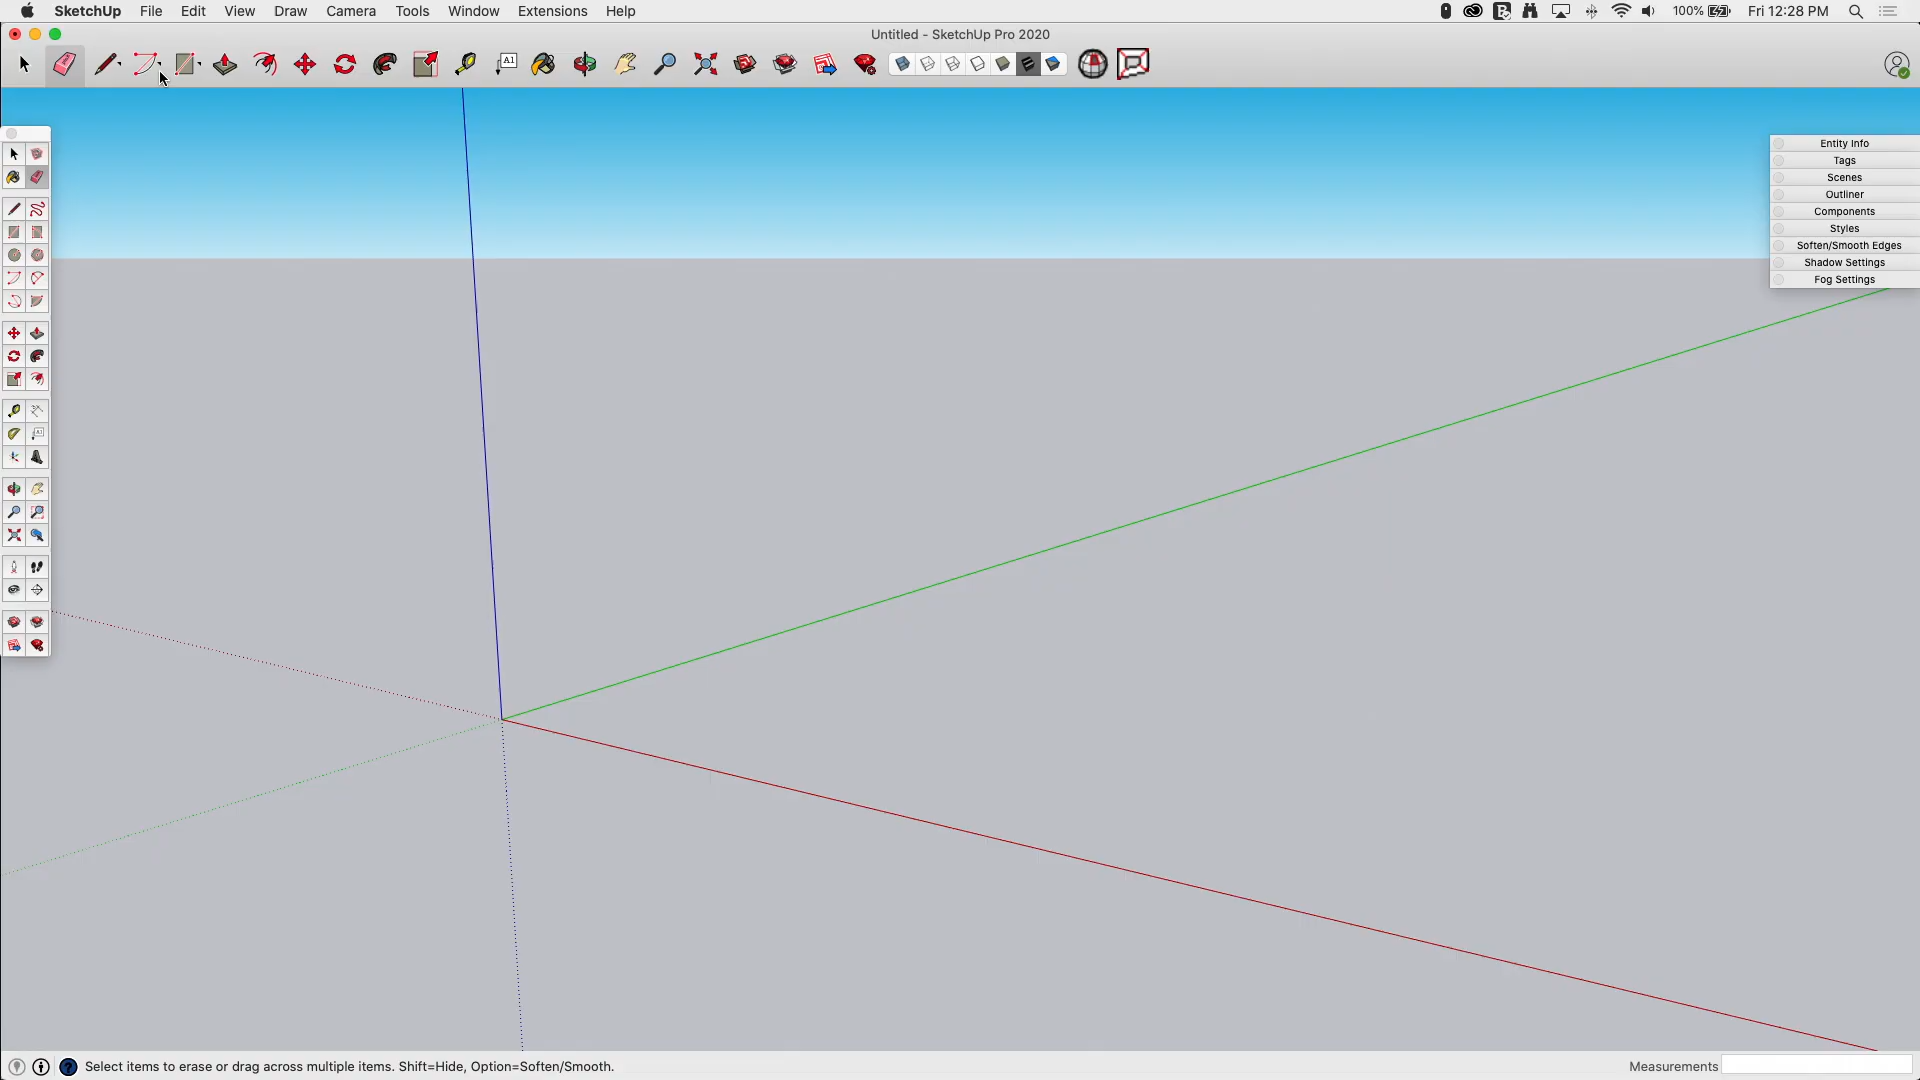 SketchUp File Edit View Draw Camera Tools Window Extensions Help 100% Fri 12:28 PM
Untitled - SketchUp Pro 2020
A1
Entity Info
Tags
Scenes
Outliner
Components
Styles
Soften/Smooth Edges
Shadow Settings
Fog Settings
A1
Select items to erase or drag across multiple items. Shift=Hide, Option=Soften/Smooth. Measurements